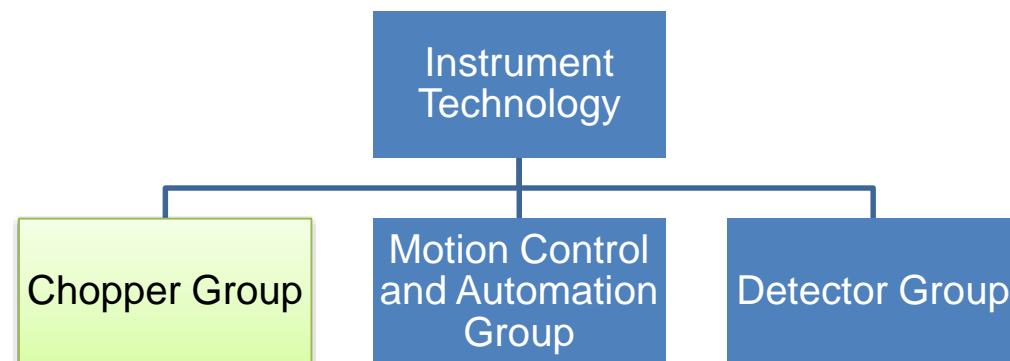 Instrument
Technology
Chopper Group
Motion Control
and Automation
Group
Detector Group